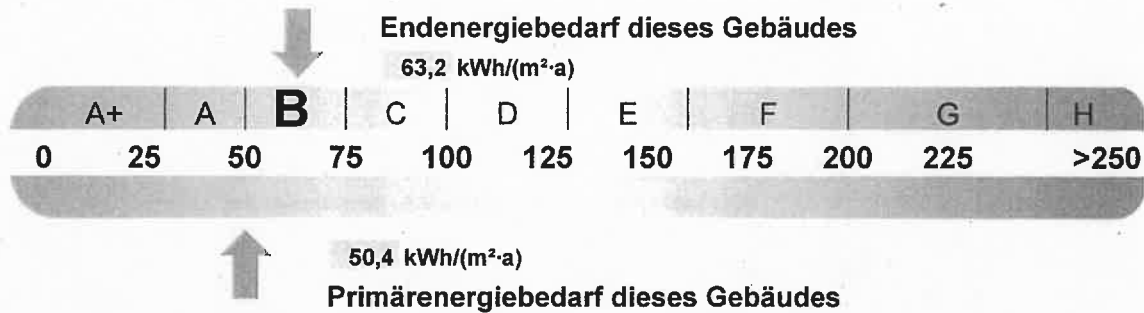 Endenergiebedarf dieses Gebäudes
63,2 kWh/(m²·a)
A+ A B C D E F G H
0 25 50 75 100 125 150 175 200 225 >250
50,4 kWh/(m²·a)
Primärenergiebedarf dieses Gebäudes